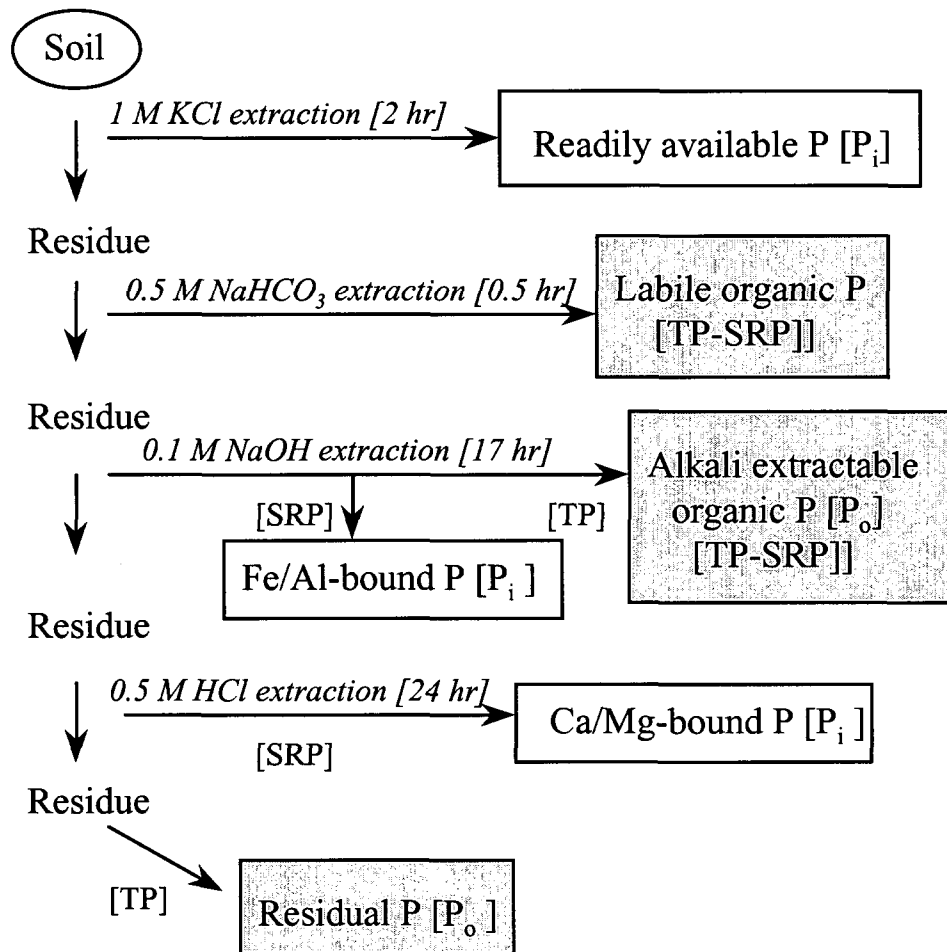 Soil
1 M KCl extraction [2 hr]
Readily available P [Pi]
Residue
0.5 M NaHCO3 extraction [0.5 hr]
Labile organic P
[TP-SRP]]
Residue
0.1 M NaOH extraction [17 hr]
[SRP]
[TP]
Alkali extractable
organic P [Po]
[TP-SRP]]
Fe/Al-bound P [Pi ]
Residue
0.5 M HCl extraction [24 hr]
[SRP]
Ca/Mg-bound P [Pi ]
Residue
[TP]
Residual P [Po ]